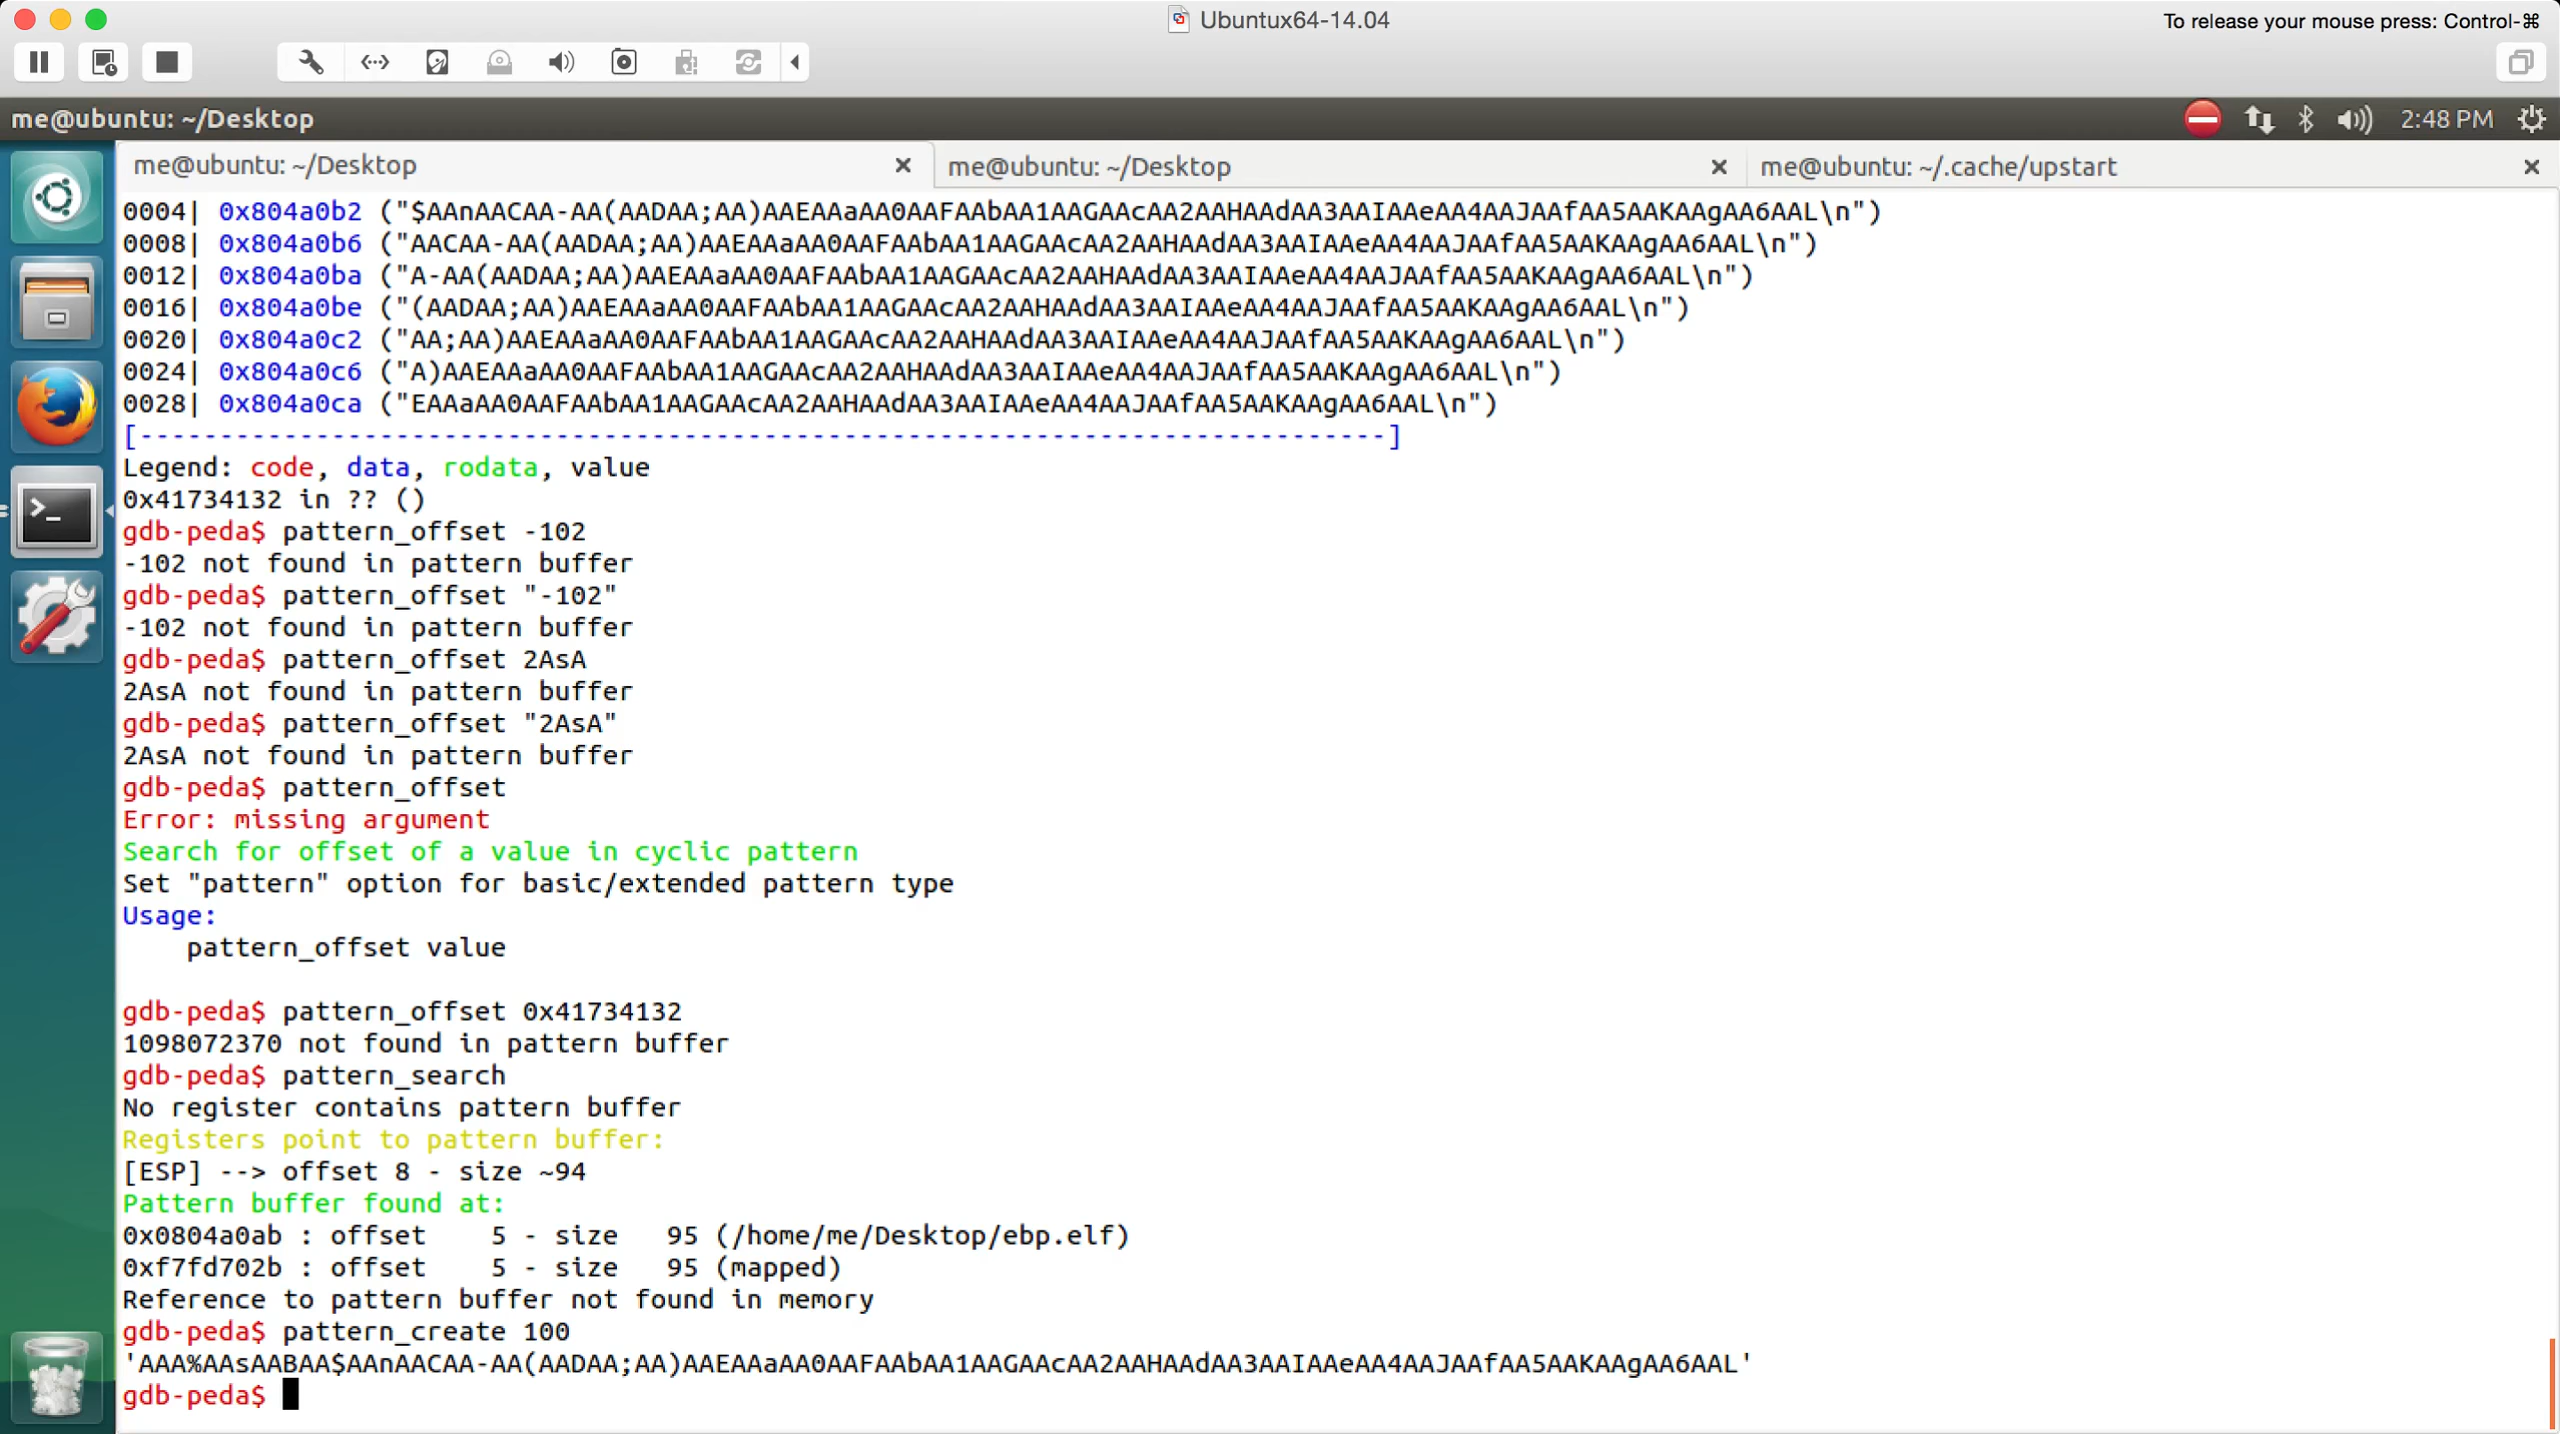 Ubuntux64-14.04
To release your mouse press: Control-⌘
me@ubuntu: ~/Desktop
2:48 PM
me@ubuntu: ~/Desktop
me@ubuntu: ~/Desktop
me@ubuntu: ~/.cache/upstart
0004| 0x804a0b2 ("$AAnAACAA-AA(AADAA;AA)AAEAAaAA0AAFAAbAA1AAGAAcAA2AAHAAdAA3AAIAAeAA4AAJAAfAA5AAKAAgAA6AAL\n")
0008| 0x804a0b6 ("AACAA-AA(AADAA;AA)AAEAAaAA0AAFAAbAA1AAGAAcAA2AAHAAdAA3AAIAAeAA4AAJAAfAA5AAKAAgAA6AAL\n")
0012| 0x804a0ba ("A-AA(AADAA;AA)AAEAAaAA0AAFAAbAA1AAGAAcAA2AAHAAdAA3AAIAAeAA4AAJAAfAA5AAKAAgAA6AAL\n")
0016| 0x804a0be ("(AADAA;AA)AAEAAaAA0AAFAAbAA1AAGAAcAA2AAHAAdAA3AAIAAeAA4AAJAAfAA5AAKAAgAA6AAL\n")
0020| 0x804a0c2 ("AA;AA)AAEAAaAA0AAFAAbAA1AAGAAcAA2AAHAAdAA3AAIAAeAA4AAJAAfAA5AAKAAgAA6AAL\n")
0024| 0x804a0c6 ("A)AAEAAaAA0AAFAAbAA1AAGAAcAA2AAHAAdAA3AAIAAeAA4AAJAAfAA5AAKAAgAA6AAL\n")
0028| 0x804a0ca ("EAAaAA0AAFAAbAA1AAGAAcAA2AAHAAdAA3AAIAAeAA4AAJAAfAA5AAKAAgAA6AAL\n")
[------------------------------------------------------------------------------]
Legend: code, data, rodata, value
0x41734132 in ?? ()
gdb-peda$ pattern_offset -102
-102 not found in pattern buffer
gdb-peda$ pattern_offset "-102"
-102 not found in pattern buffer
gdb-peda$ pattern_offset 2AsA
2AsA not found in pattern buffer
gdb-peda$ pattern_offset "2AsA"
2AsA not found in pattern buffer
gdb-peda$ pattern_offset
Error: missing argument
Search for offset of a value in cyclic pattern
Set "pattern" option for basic/extended pattern type
Usage:
    pattern_offset value
gdb-peda$ pattern_offset 0x41734132
1098072370 not found in pattern buffer
gdb-peda$ pattern_search
No register contains pattern buffer
Registers point to pattern buffer:
[ESP] --> offset 8 - size ~94
Pattern buffer found at:
0x0804a0ab : offset    5 - size   95 (/home/me/Desktop/ebp.elf)
0xf7fd702b : offset    5 - size   95 (mapped)
Reference to pattern buffer not found in memory
gdb-peda$ pattern_create 100
'AAA%AAsAABAA$AAnAACAA-AA(AADAA;AA)AAEAAaAA0AAFAAbAA1AAGAAcAA2AAHAAdAA3AAIAAeAA4AAJAAfAA5AAKAAgAA6AAL'
gdb-peda$